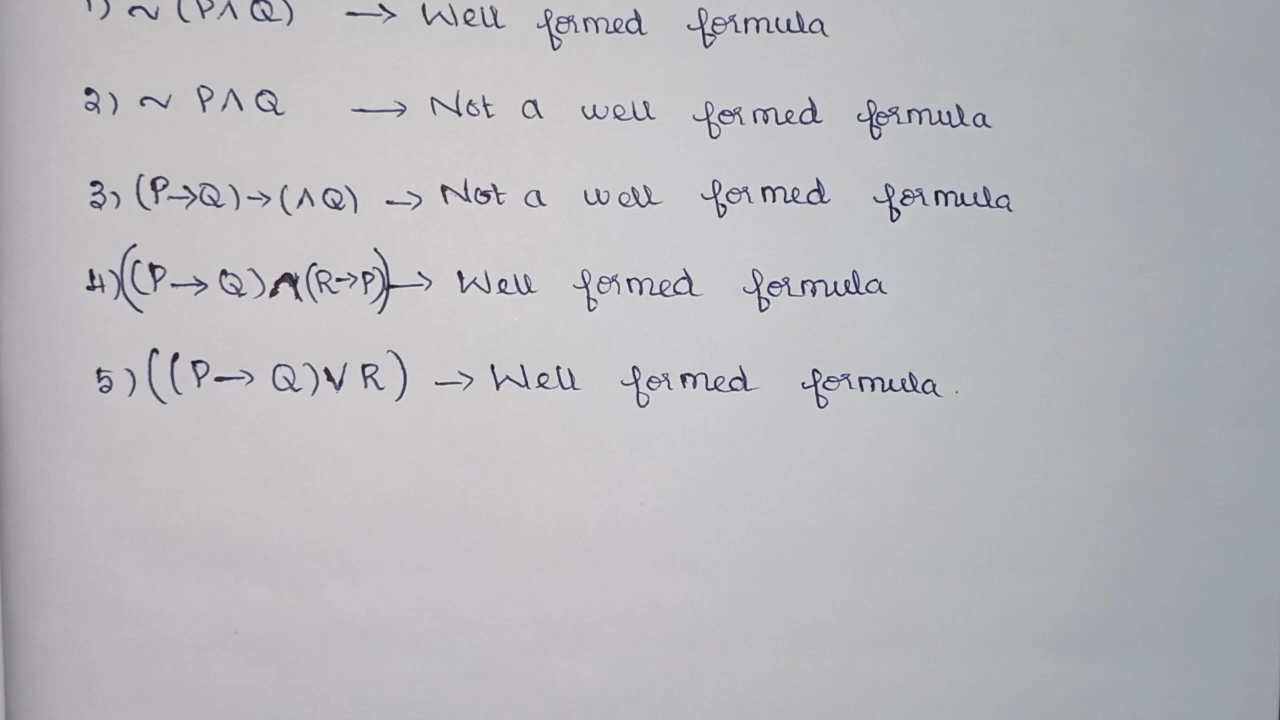 1) ~ (P∧Q) → Well formed formula
2) ~ P∧Q → Not a well formed formula
3) (P→Q)→(∧Q) → Not a well formed formula
4) ((P→Q)∧(R→P)) → Well formed formula
5) ((P→Q)∨R) → Well formed formula.